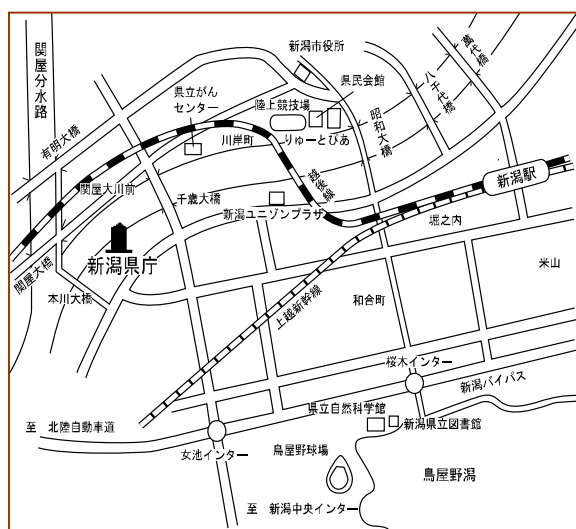 関屋分水路
新潟市役所
萬代橋
八千代橋
県民会館
県立がん
センター
陸上競技場
昭和大橋
有明大橋
川岸町
りゅーとぴあ
越後線
関屋大川前
千歳大橋
新潟駅
新潟ユニゾンプラザ
堀之内
新潟県庁
関屋大橋
米山
本川大橋
上越新幹線
和合町
桜木インター
新潟バイパス
県立自然科学館
至 北陸自動車道
新潟県立図書館
女池インター
鳥屋野球場
鳥屋野潟
至 新潟中央インター